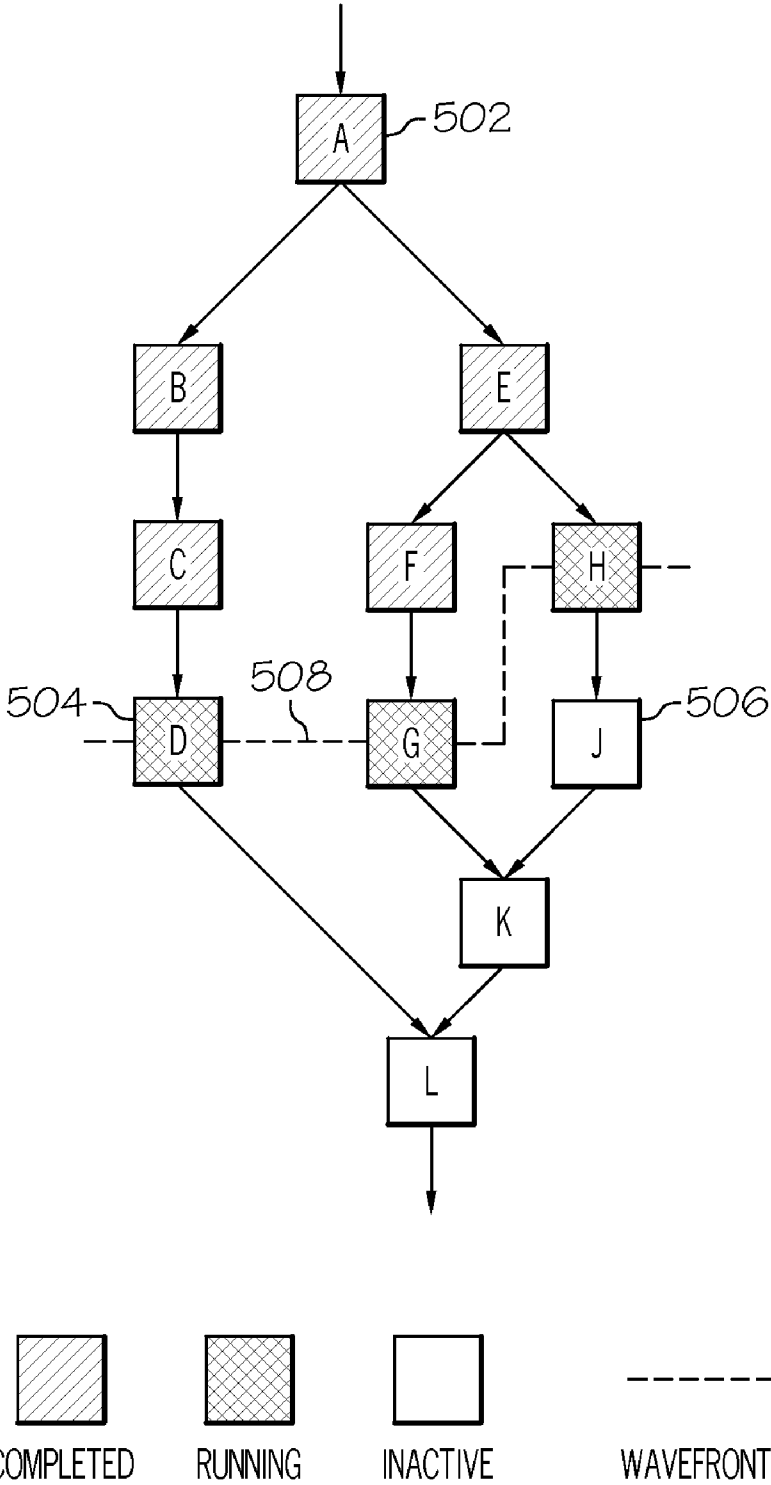 A
502
B
E
C
F
H
504
D
508
G
J
506
K
L
COMPLETED
RUNNING
INACTIVE
WAVEFRONT